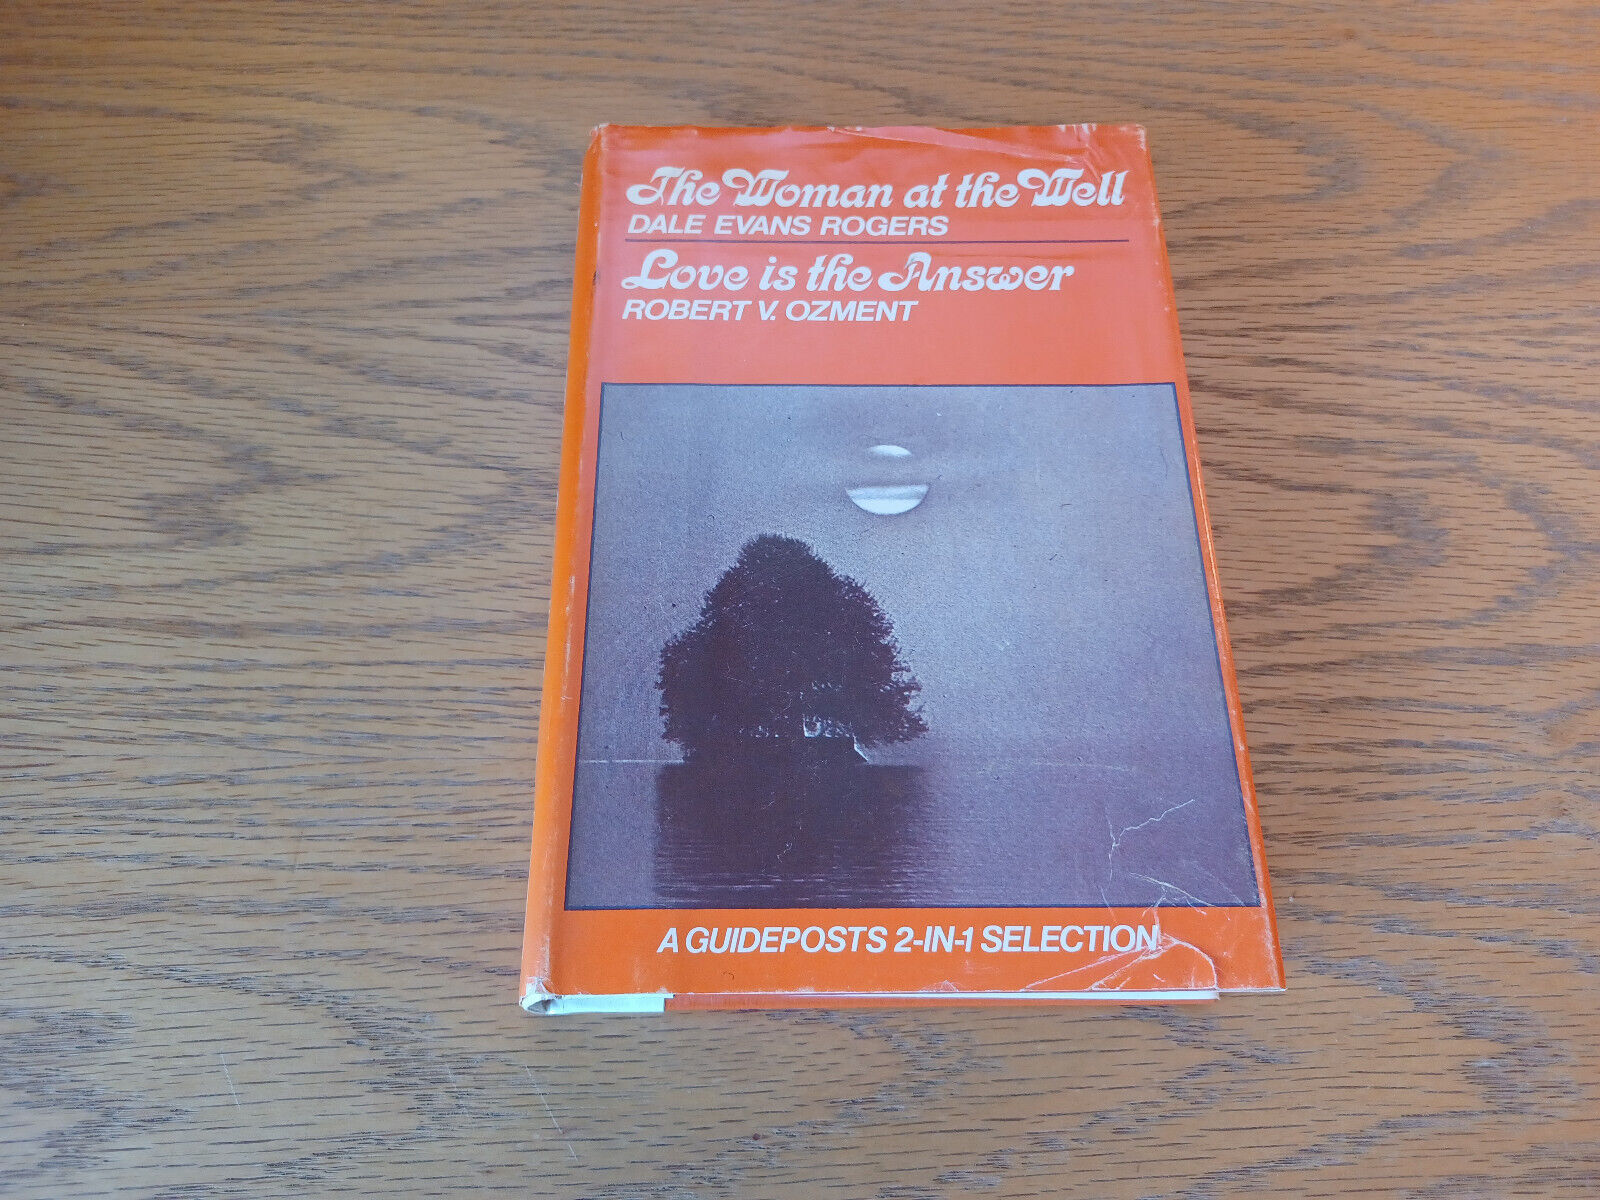 The Woman at the Well
DALE EVANS ROGERS
Love is the Answer
ROBERT V. OZMENT
A GUIDEPOSTS 2-IN-1 SELECTION